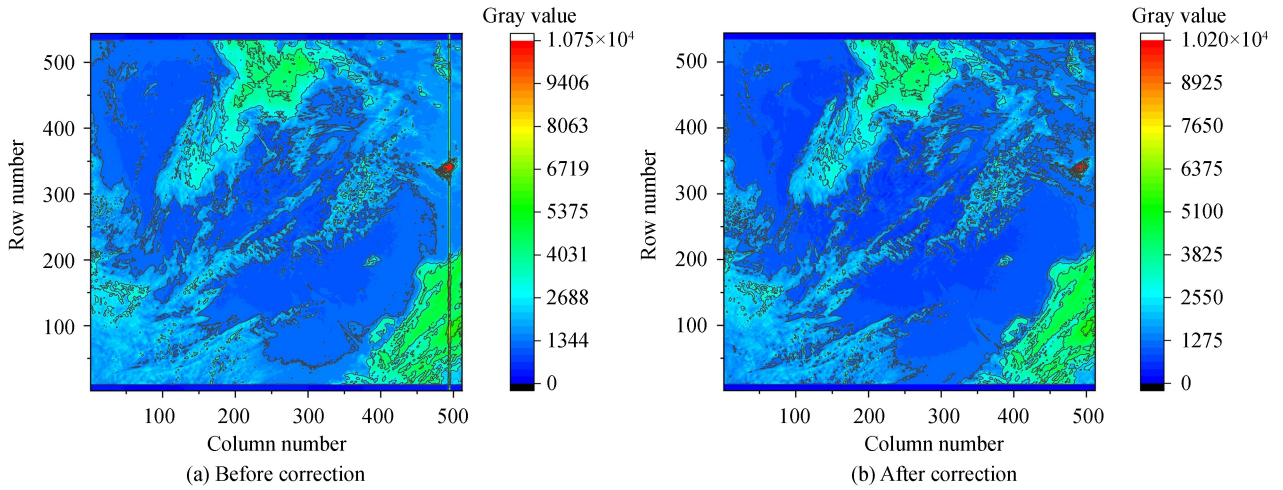 Gray value
1.075×10⁴
9406
8063
6719
5375
4031
2688
1344
0
Row number
500
400
300
200
100
100 200 300 400 500
Column number
(a) Before correction
Gray value
1.020×10⁴
8925
7650
6375
5100
3825
2550
1275
0
Row number
500
400
300
200
100
100 200 300 400 500
Column number
(b) After correction